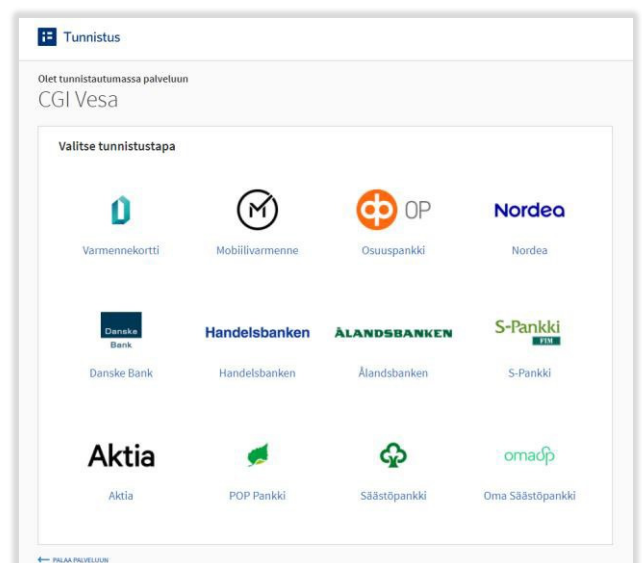 Tunnistus
Olet tunnistautumassa palveluun
CGI Vesa
Valitse tunnistustapa
OP Nordea
Varmennekortti Mobiilivarmenne Osuuspankki Nordea
Danske
Bank
Handelsbanken ÅLANDSBANKEN S-Pankki
FIM
Danske Bank Handelsbanken Ålandsbanken S-Pankki
Aktia omasp
Aktia POP Pankki Säästöpankki Oma Säästöpankki
← PALAA PALVELUUN